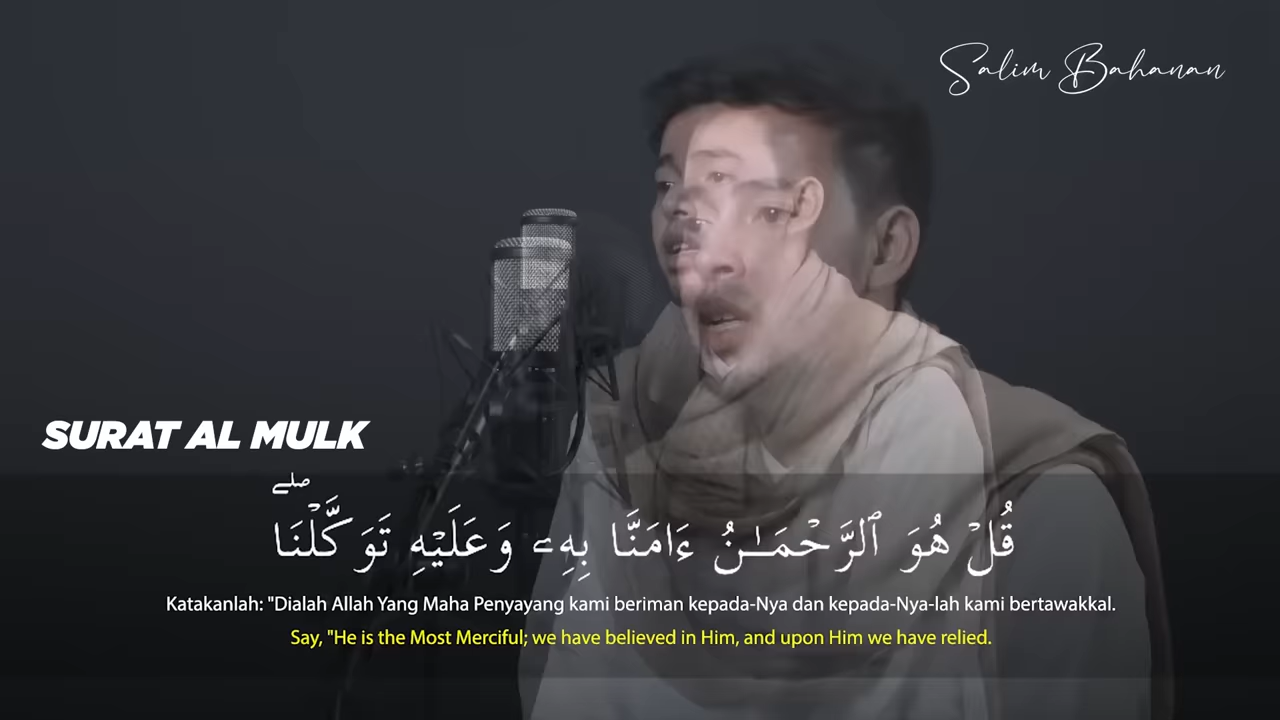 Salim Bahanan
SURAT AL MULK
قُلْ هُوَ ٱلرَّحْمَـٰنُ ءَامَنَّا بِهِۦ وَعَلَيْهِ تَوَكَّلْنَا ۖ
Katakanlah: "Dialah Allah Yang Maha Penyayang kami beriman kepada-Nya dan kepada-Nya-lah kami bertawakkal.
Say, "He is the Most Merciful; we have believed in Him, and upon Him we have relied.